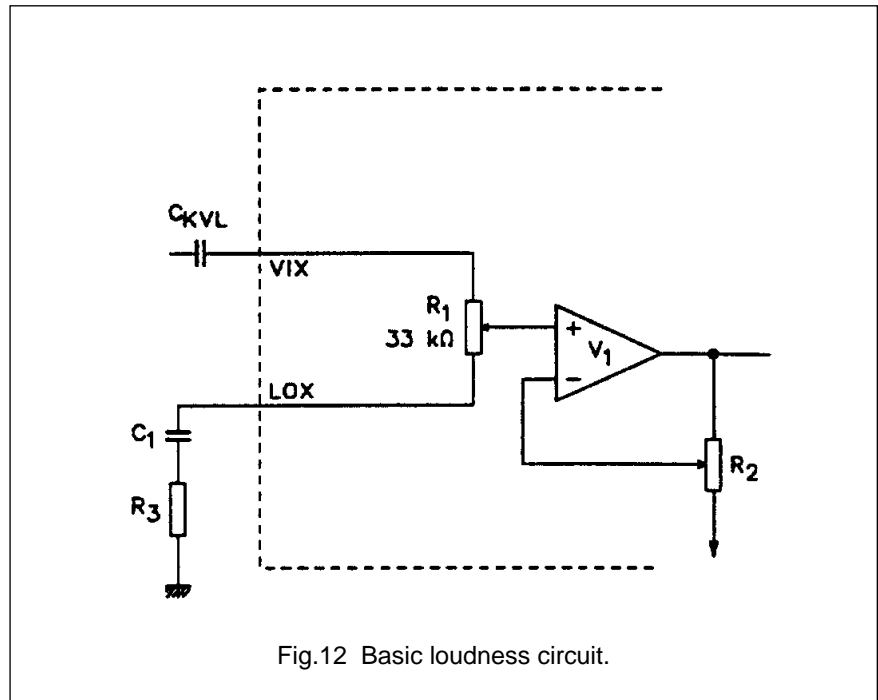 CKVL
VIX
R1
33 kΩ
+
V1
−
LOX
C1
R2
R3
Fig.12 Basic loudness circuit.